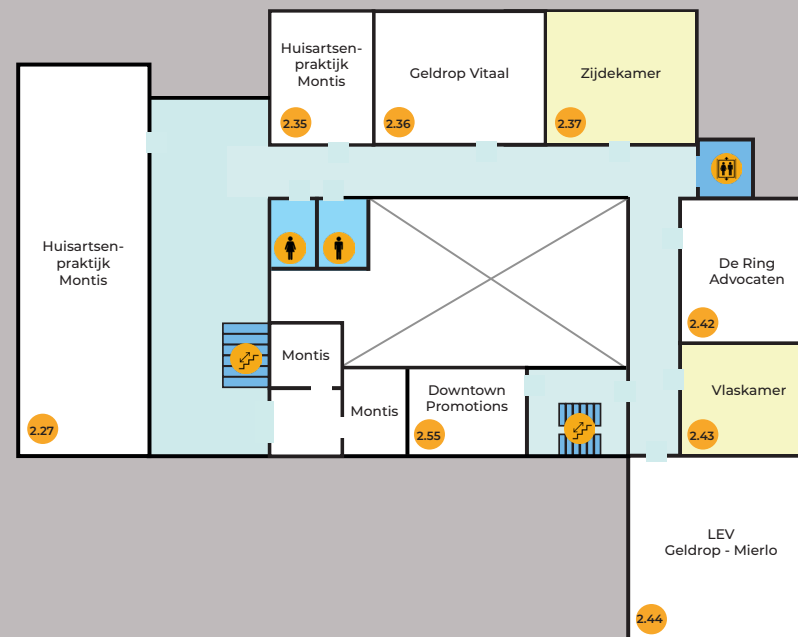 Huisartsen-
praktijk
Montis
2.35
Geldrop Vitaal
2.36
Zijdekamer
2.37
Huisartsen-
praktijk
Montis
2.27
De Ring
Advocaten
2.42
Montis
Montis
Downtown
Promotions
2.55
Vlaskamer
2.43
LEV
Geldrop - Mierlo
2.44